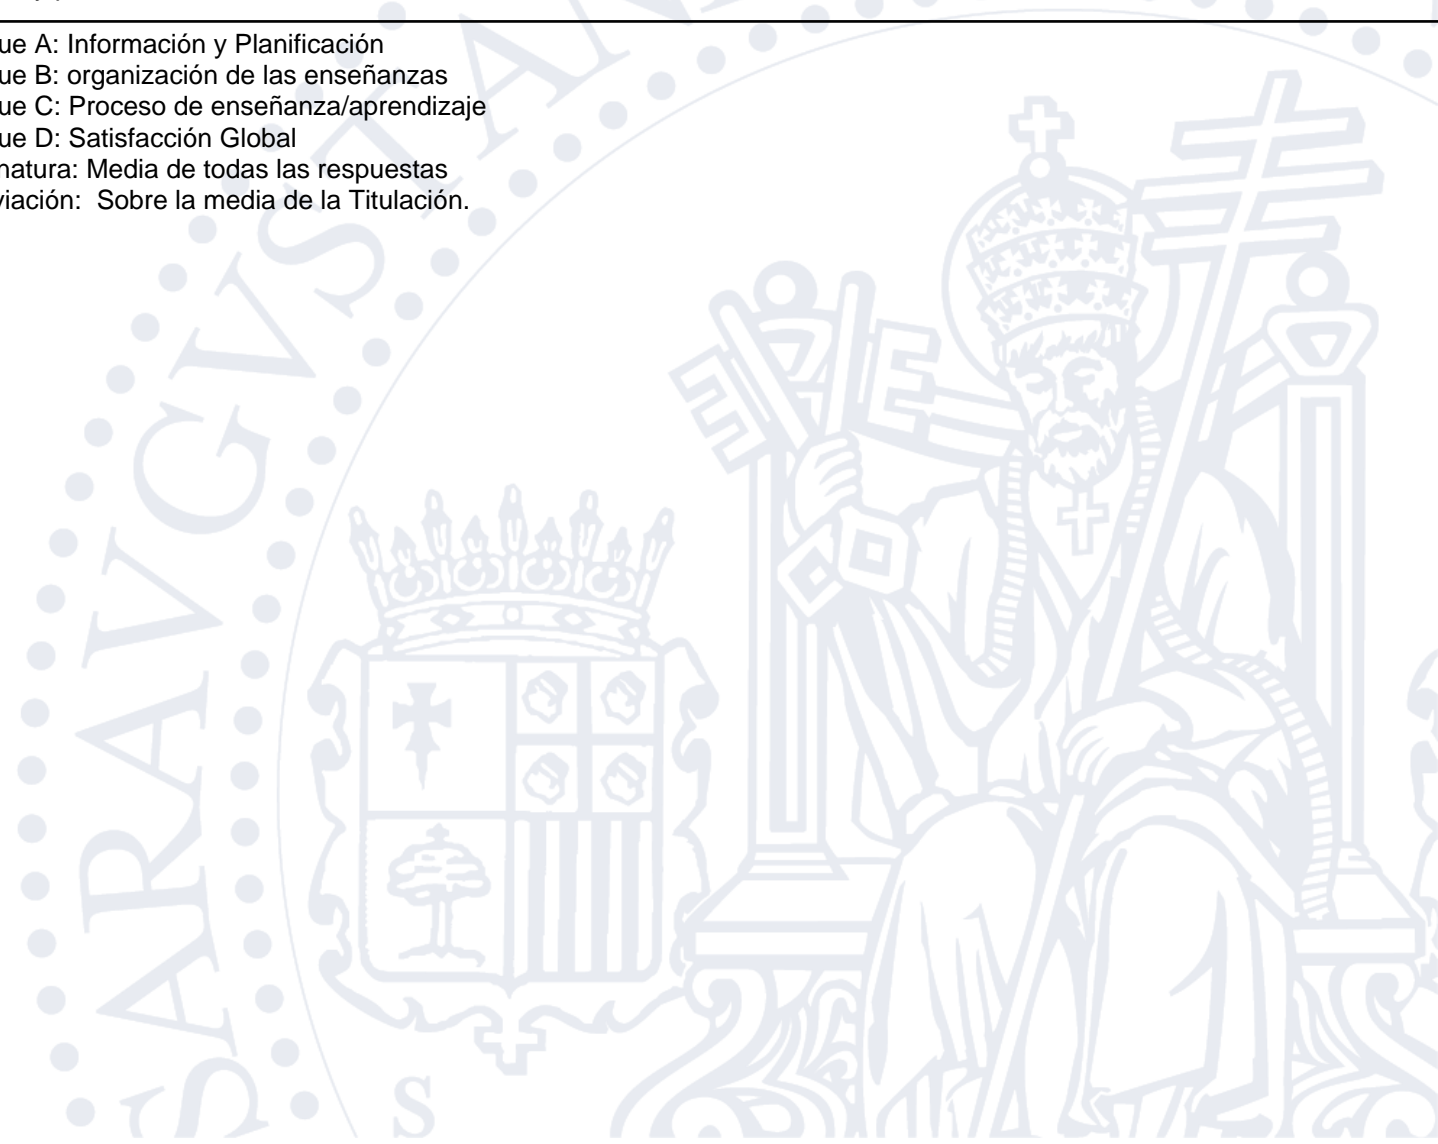 ue A: Información y Planificación
ue B: organización de las enseñanzas
ue C: Proceso de enseñanza/aprendizaje
ue D: Satisfacción Global
natura: Media de todas las respuestas
viación:  Sobre la media de la Titulación.
SARAVGVSTAN
S